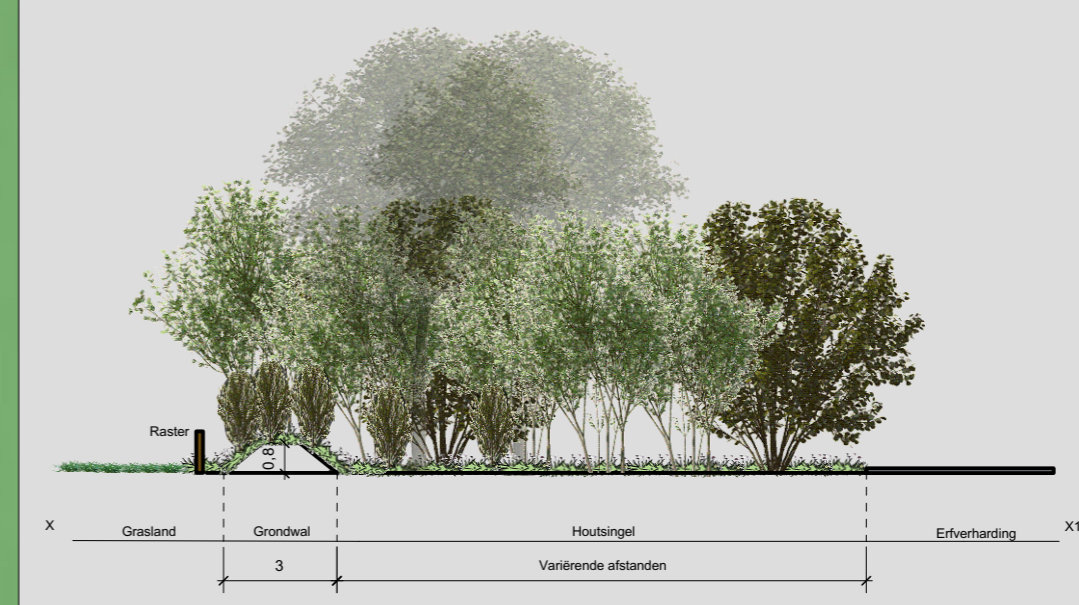 Raster
0,8
X
Grasland
Grondwal
Houtsingel
Erfverharding
X1
3
Variërende afstanden